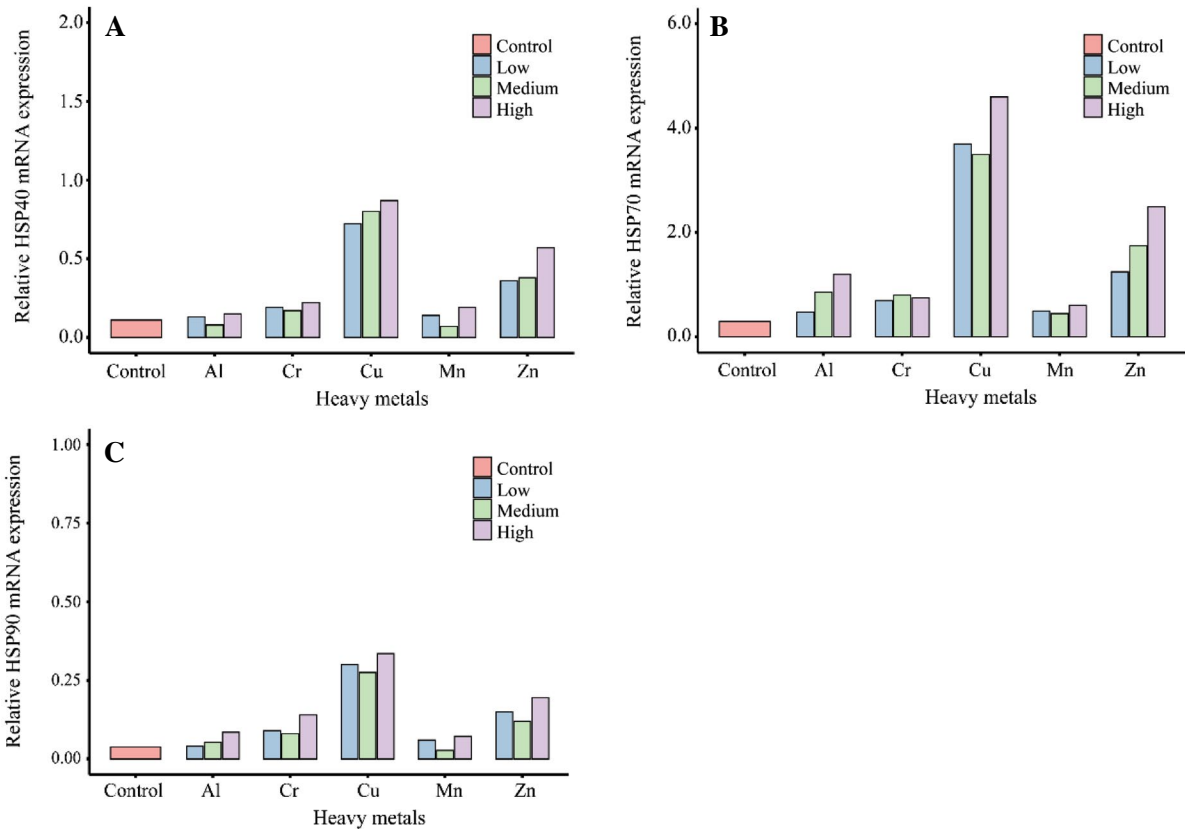 A
Relative HSP40 mRNA expression
2.0
1.5
1.0
0.5
0.0
Control
Low
Medium
High
Control Al Cr Cu Mn Zn
Heavy metals
B
Relative HSP70 mRNA expression
6.0
4.0
2.0
0.0
Control
Low
Medium
High
Control Al Cr Cu Mn Zn
Heavy metals
C
Relative HSP90 mRNA expression
1.00
0.75
0.50
0.25
0.00
Control
Low
Medium
High
Control Al Cr Cu Mn Zn
Heavy metals